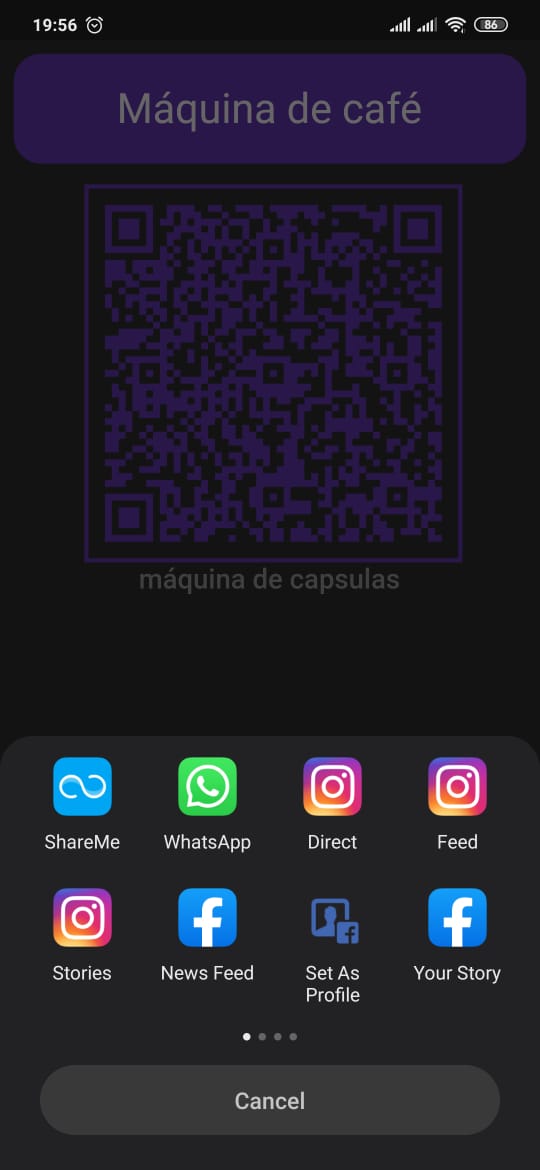 19:56
86
Máquina de café
máquina de capsulas
ShareMe
WhatsApp
Direct
Feed
Stories
News Feed
Set As
Profile
Your Story
Cancel